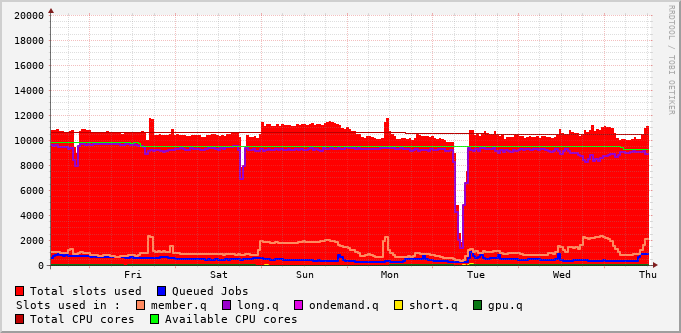 20000
18000
16000
14000
12000
10000
8000
6000
4000
2000
0
Fri Sat Sun Mon Tue Wed Thu
RRDTOOL / TOBI OETIKER
Total slots used Queued Jobs
Slots used in : member.q long.q ondemand.q short.q gpu.q
Total CPU cores Available CPU cores